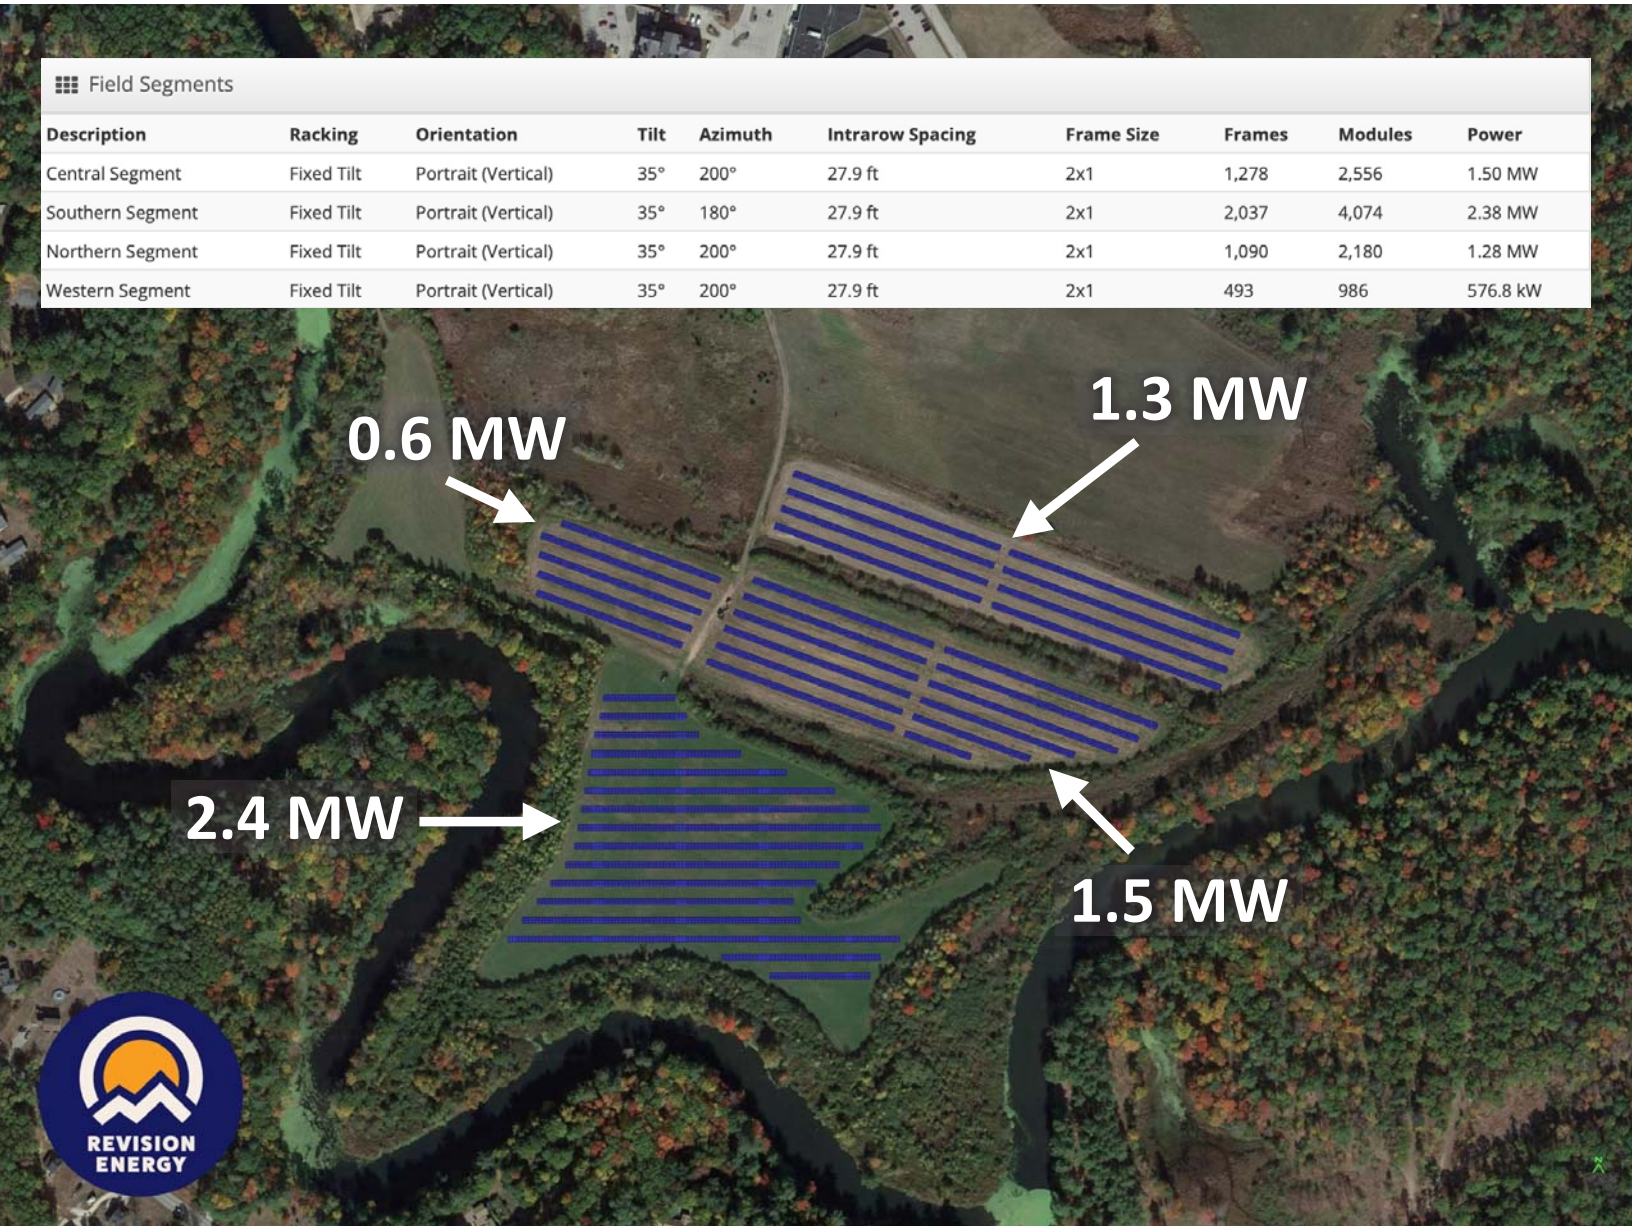 Field Segments
Description Racking Orientation Tilt Azimuth Intrarow Spacing Frame Size Frames Modules Power
Central Segment Fixed Tilt Portrait (Vertical) 35° 200° 27.9 ft 2x1 1,278 2,556 1.50 MW
Southern Segment Fixed Tilt Portrait (Vertical) 35° 180° 27.9 ft 2x1 2,037 4,074 2.38 MW
Northern Segment Fixed Tilt Portrait (Vertical) 35° 200° 27.9 ft 2x1 1,090 2,180 1.28 MW
Western Segment Fixed Tilt Portrait (Vertical) 35° 200° 27.9 ft 2x1 493 986 576.8 kW
1.3 MW
0.6 MW
2.4 MW
1.5 MW
REVISION
ENERGY
N